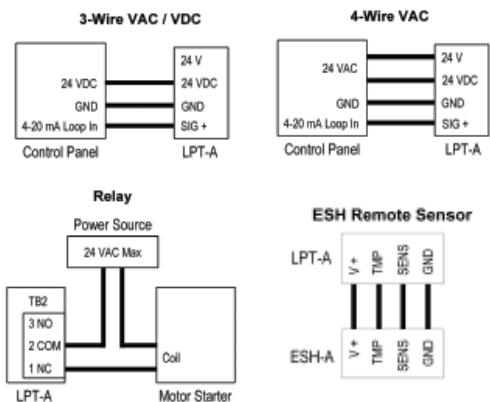 3-Wire VAC / VDC
24 VDC
GND
4-20 mA Loop In
Control Panel
24 V
24 VDC
GND
SIG +
LPT-A
4-Wire VAC
24 VAC
GND
4-20 mA Loop In
Control Panel
24 V
24 VDC
GND
SIG +
LPT-A
Relay
Power Source
24 VAC Max
TB2
3 NO
2 COM
1 NC
LPT-A
Coil
Motor Starter
ESH Remote Sensor
LPT-A
V +
TMP
SENS
GND
ESH-A
V +
TMP
SENS
GND